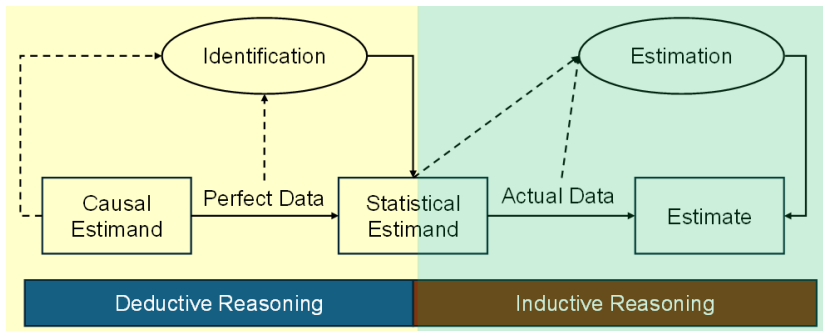 Identification
Estimation
Causal
Estimand
Perfect Data
Statistical
Estimand
Actual Data
Estimate
Deductive Reasoning
Inductive Reasoning